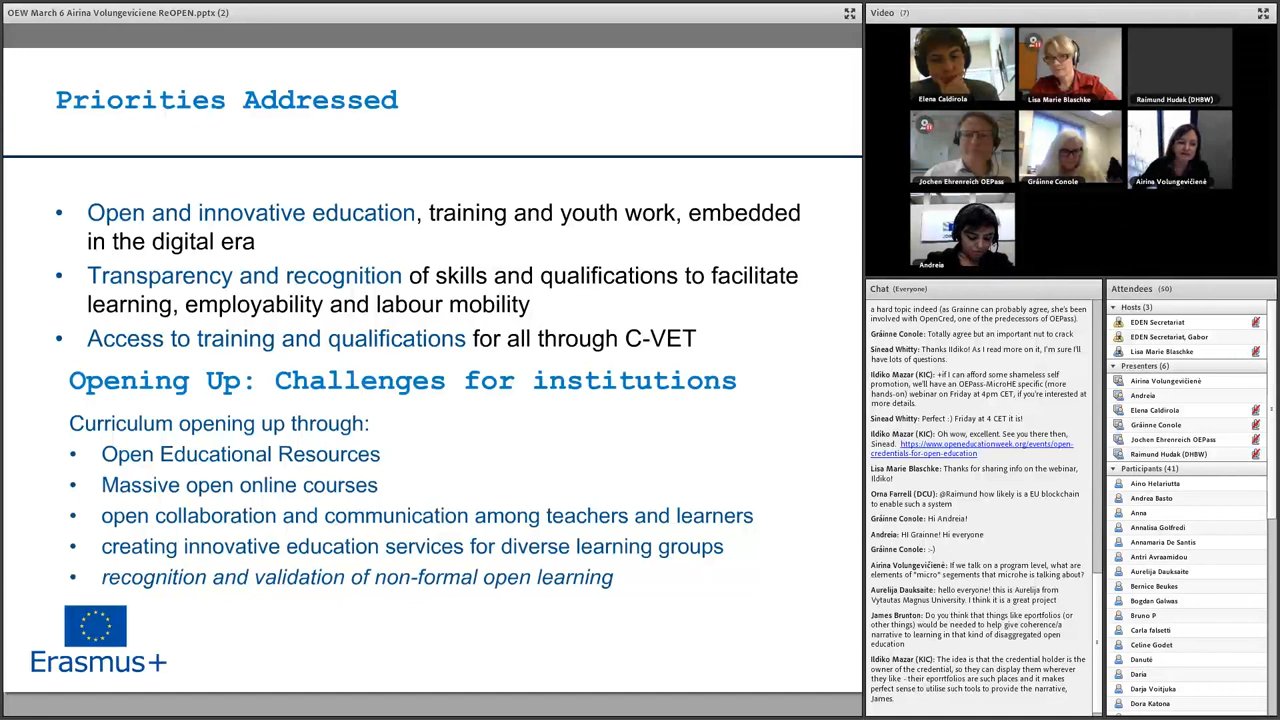 OEW March 6 Airina Volungeviciene ReOPEN.pptx (2)
Priorities Addressed
• Open and innovative education, training and youth work, embedded
in the digital era
• Transparency and recognition of skills and qualifications to facilitate
learning, employability and labour mobility
• Access to training and qualifications for all through C-VET
Opening Up: Challenges for institutions
Curriculum opening up through:
• Open Educational Resources
• Massive open online courses
• open collaboration and communication among teachers and learners
• creating innovative education services for diverse learning groups
• recognition and validation of non-formal open learning
Erasmus+
Video (7)
Elena Caldirola
Lisa Marie Blaschke
Raimund Hudak (DHBW)
Jochen Ehrenreich OEPass
Gráinne Conole
Airina Volungevičienė
Andreia
Chat (Everyone)
a hard topic indeed (as Grainne can probably agree, she's been
involved with OpenCred, one of the predecessors of OEPass).
Gráinne Conole: Totally agree but an important nut to crack
Sinead Whitty: Thanks Ildiko! As I read more on it, I'm sure I'll
have lots of questions.
Ildiko Mazar (KIC): +if I can afford some shameless self
promotion, we'll have an OEPass-MicroHE specific (more
hands-on) webinar on Friday at 4pm CET, if you're interested at
more details.
Sinead Whitty: Perfect :) Friday at 4 CET it is!
Ildiko Mazar (KIC): Oh wow, excellent. See you there then,
Sinead. https://www.openeducationweek.org/events/open-
credentials-for-open-education
Lisa Marie Blaschke: Thanks for sharing info on the webinar,
Ildiko!
Orna Farrell (DCU): @Raimund how likely is a EU blockchain
to enable such a system
Gráinne Conole: Hi Andreia!
Andreia: HI Grainne! Hi everyone
Gráinne Conole: :-)
Airina Volungevičienė: If we talk on a program level, what are
elements of "micro" segements that microhe is talking about?
Aurelija Dauksaite: hello everyone! this is Aurelija from
Vytautas Magnus University. I think it is a great project
James Brunton: Do you think that things like eportfolios (or
other things) would be needed to help give coherence/a
narrative to learning in that kind of disaggregated open
education
Ildiko Mazar (KIC): The idea is that the credential holder is the
owner of the credential, so they can display them wherever
they like - their eportfolios are such places and it makes
perfect sense to utilise such tools to provide the narrative,
James.
Attendees (50)
Hosts (3)
EDEN Secretariat
EDEN Secretariat, Gabor
Lisa Marie Blaschke
Presenters (6)
Airina Volungevičienė
Andreia
Elena Caldirola
Gráinne Conole
Jochen Ehrenreich OEPass
Raimund Hudak (DHBW)
Participants (41)
Aino Helariutta
Andrea Basto
Anna
Annalisa Golfredi
Annamaria De Santis
Antri Avraamidou
Aurelija Dauksaite
Bernice Beukes
Bogdan Galwas
Bruno P
Carla falsetti
Celine Godet
Danuté
Daria
Darja Voitjuka
Dora Katona